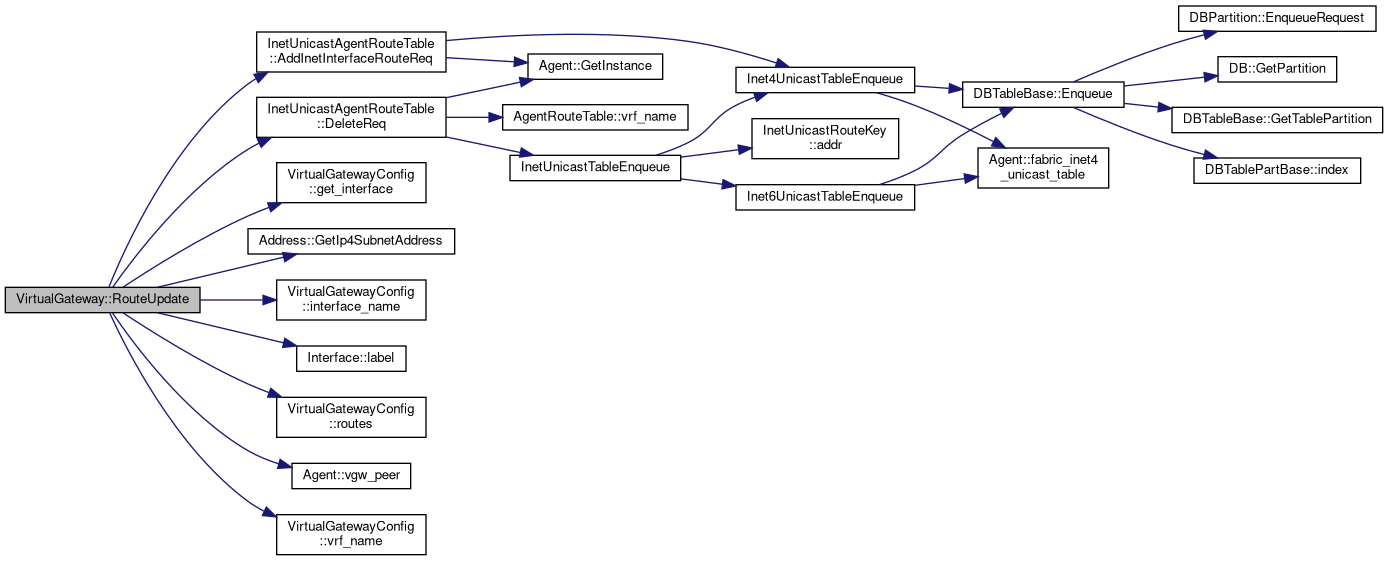 VirtualGateway::RouteUpdate
InetUnicastAgentRouteTable
::AddInetInterfaceRouteReq
InetUnicastAgentRouteTable
::DeleteReq
VirtualGatewayConfig
::get_interface
Address::GetIp4SubnetAddress
VirtualGatewayConfig
::interface_name
Interface::label
VirtualGatewayConfig
::routes
Agent::vgw_peer
VirtualGatewayConfig
::vrf_name
Agent::GetInstance
AgentRouteTable::vrf_name
InetUnicastTableEnqueue
Inet4UnicastTableEnqueue
InetUnicastRouteKey
::addr
Inet6UnicastTableEnqueue
DBTableBase::Enqueue
Agent::fabric_inet4
_unicast_table
DBPartition::EnqueueRequest
DB::GetPartition
DBTableBase::GetTablePartition
DBTablePartBase::index